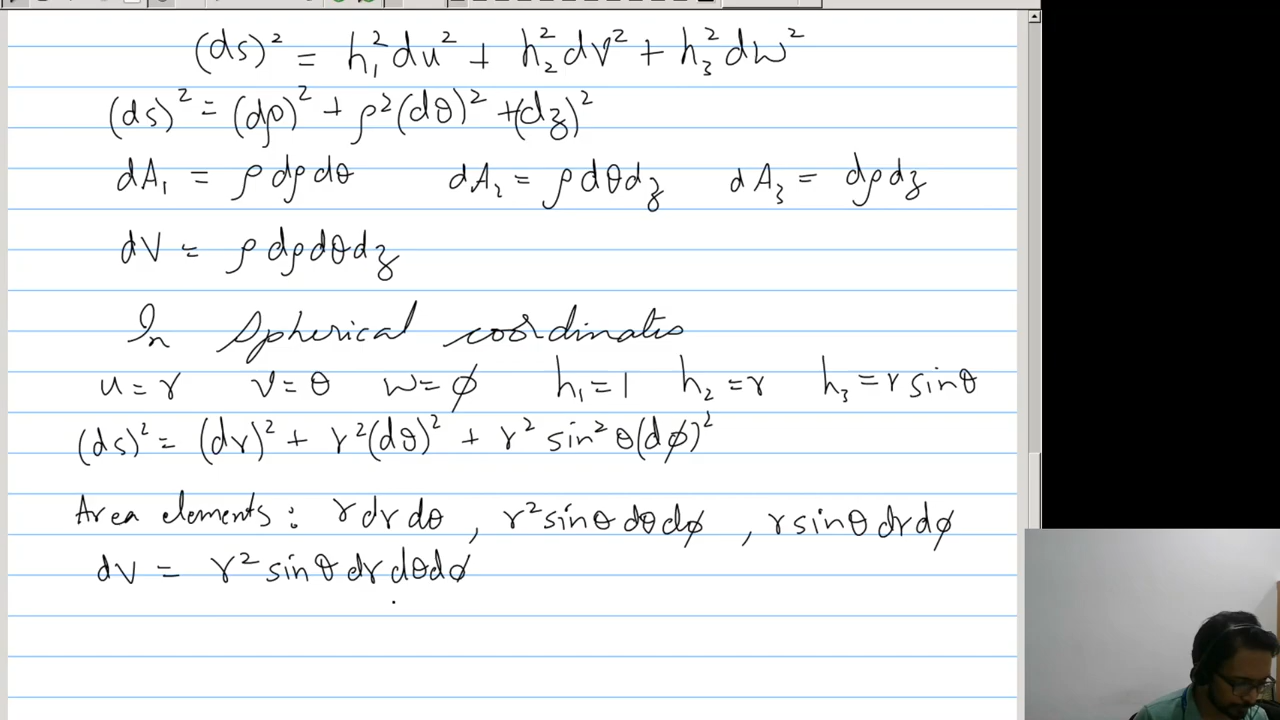 (ds)² = h₁²du² + h₂²dV² + h₃²dw²
(ds)² = (dρ)² + ρ²(dθ)² + (dz)²
dA₁ = ρ dρ dθ dA₂ = ρ dθ dz dA₃ = dρ dz
dV = ρ dρ dθ dz
In Spherical coordinates
u = r v = θ w = ϕ h₁ = 1 h₂ = r h₃ = r sinθ
(ds)² = (dr)² + r²(dθ)² + r² sin²θ(dϕ)²
Area elements : r dr dθ , r² sinθ dθ dϕ , r sinθ dr dϕ
dv = r² sinθ dr dθ dϕ